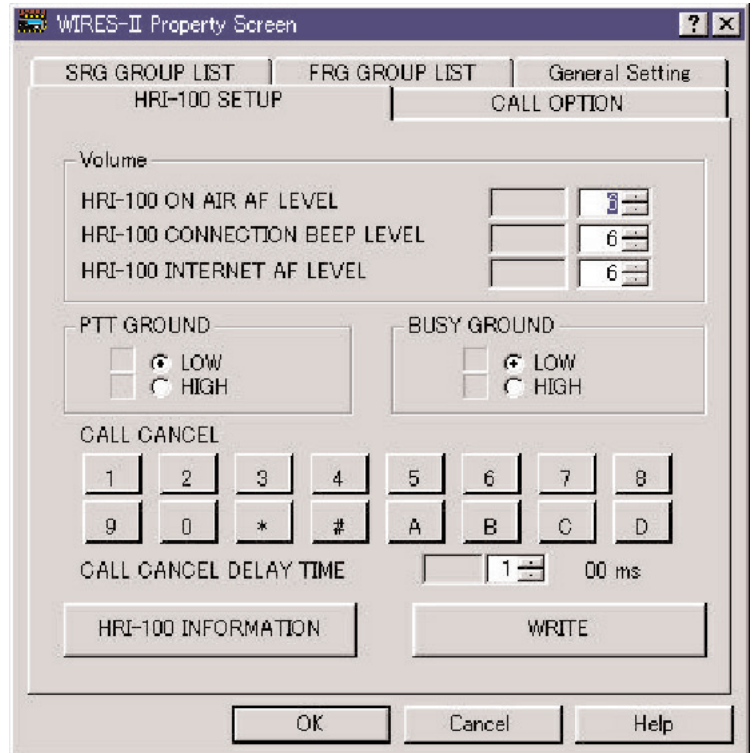 WIRES-II Property Screen ? ×
SRG GROUP LIST FRG GROUP LIST General Setting
HRI-100 SETUP CALL OPTION
Volume
HRI-100 ON AIR AF LEVEL 6
HRI-100 CONNECTION BEEP LEVEL 6
HRI-100 INTERNET AF LEVEL 6
PTT GROUND BUSY GROUND
LOW LOW
HIGH HIGH
CALL CANCEL
1 2 3 4 5 6 7 8
9 0 * # A B C D
CALL CANCEL DELAY TIME 1 00 ms
HRI-100 INFORMATION WRITE
OK Cancel Help